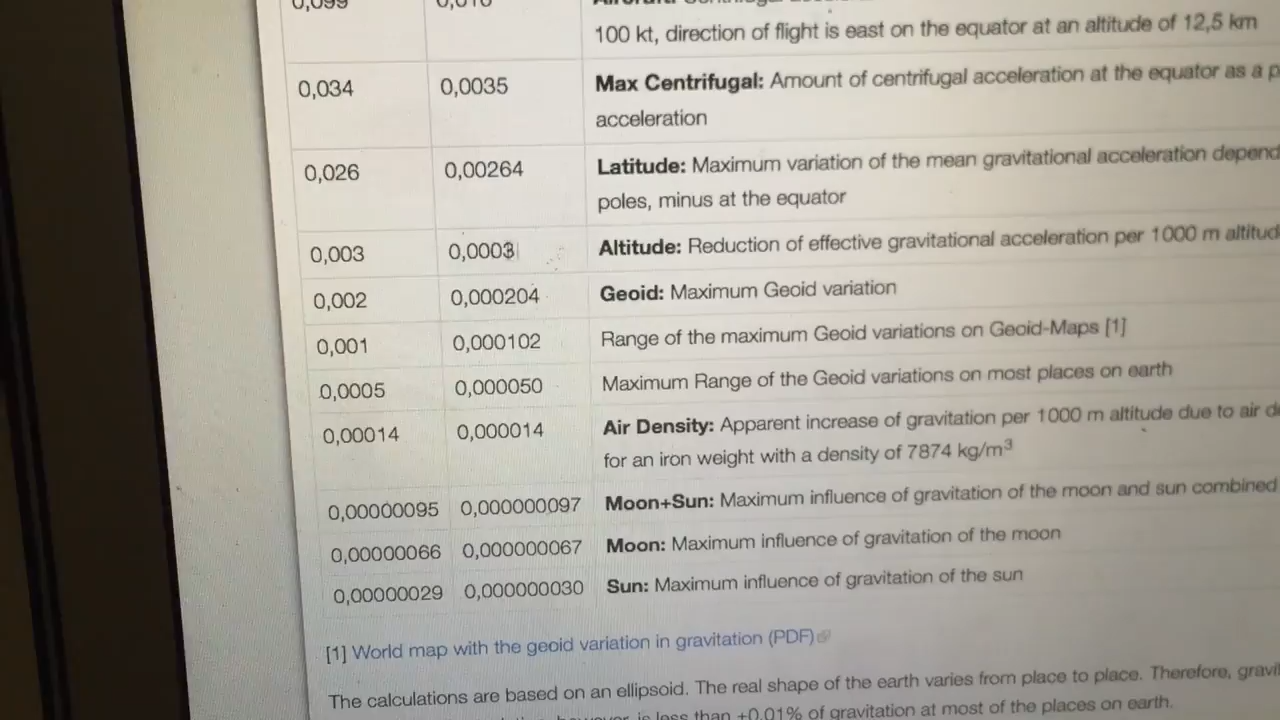 0,099 0,010
100 kt, direction of flight is east on the equator at an altitude of 12,5 km
0,034 0,0035 Max Centrifugal: Amount of centrifugal acceleration at the equator as a
acceleration
0,026 0,00264 Latitude: Maximum variation of the mean gravitational acceleration depend
poles, minus at the equator
0,003 0,0003 Altitude: Reduction of effective gravitational acceleration per 1000 m altitud
0,002 0,000204 Geoid: Maximum Geoid variation
0,001 0,000102 Range of the maximum Geoid variations on Geoid-Maps [1]
0,0005 0,000050 Maximum Range of the Geoid variations on most places on earth
0,00014 0,000014 Air Density: Apparent increase of gravitation per 1000 m altitude due to air
for an iron weight with a density of 7874 kg/m³
0,00000095 0,000000097 Moon+Sun: Maximum influence of gravitation of the moon and sun combined
0,00000066 0,000000067 Moon: Maximum influence of gravitation of the moon
0,00000029 0,000000030 Sun: Maximum influence of gravitation of the sun
[1] World map with the geoid variation in gravitation (PDF)
The calculations are based on an ellipsoid. The real shape of the earth varies from place to place. Therefore, gravi
is less than ±0,01% of gravitation at most of the places on earth.